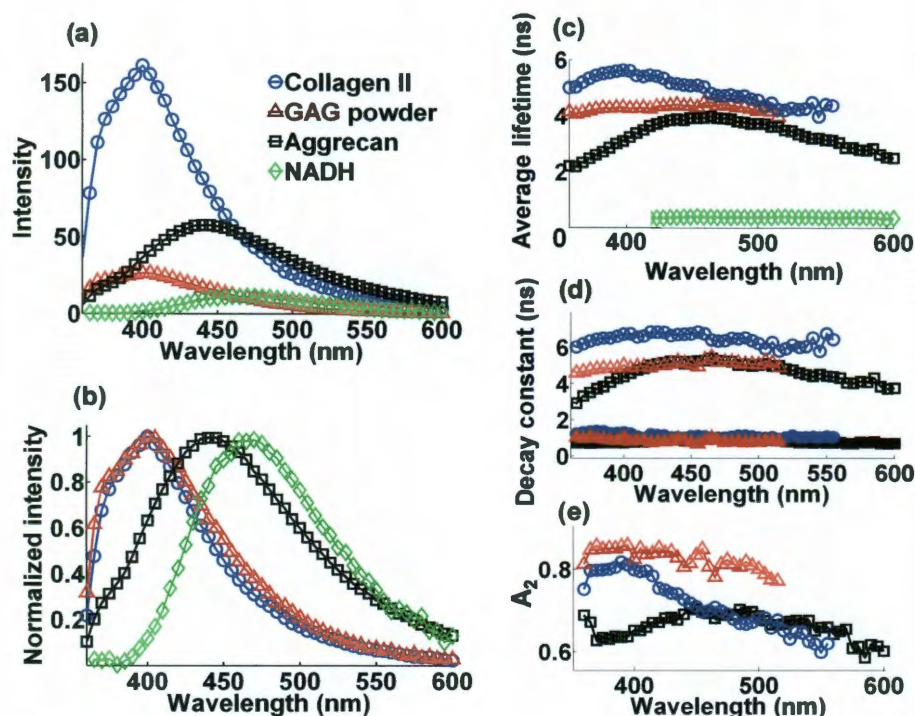 (a)
Intensity
150
100
50
0
400
450
500
550
600
Wavelength (nm)
Collagen II
GAG powder
Aggrecan
NADH
(b)
Normalized intensity
1
0.8
0.6
0.4
0.2
400
450
500
550
600
Wavelength (nm)
(c)
Average lifetime (ns)
6
4
2
0
400
500
600
Wavelength (nm)
(d)
Decay constant (ns)
6
4
2
0
400
450
500
550
600
Wavelength (nm)
(e)
A2
0.8
0.6
400
500
600
Wavelength (nm)